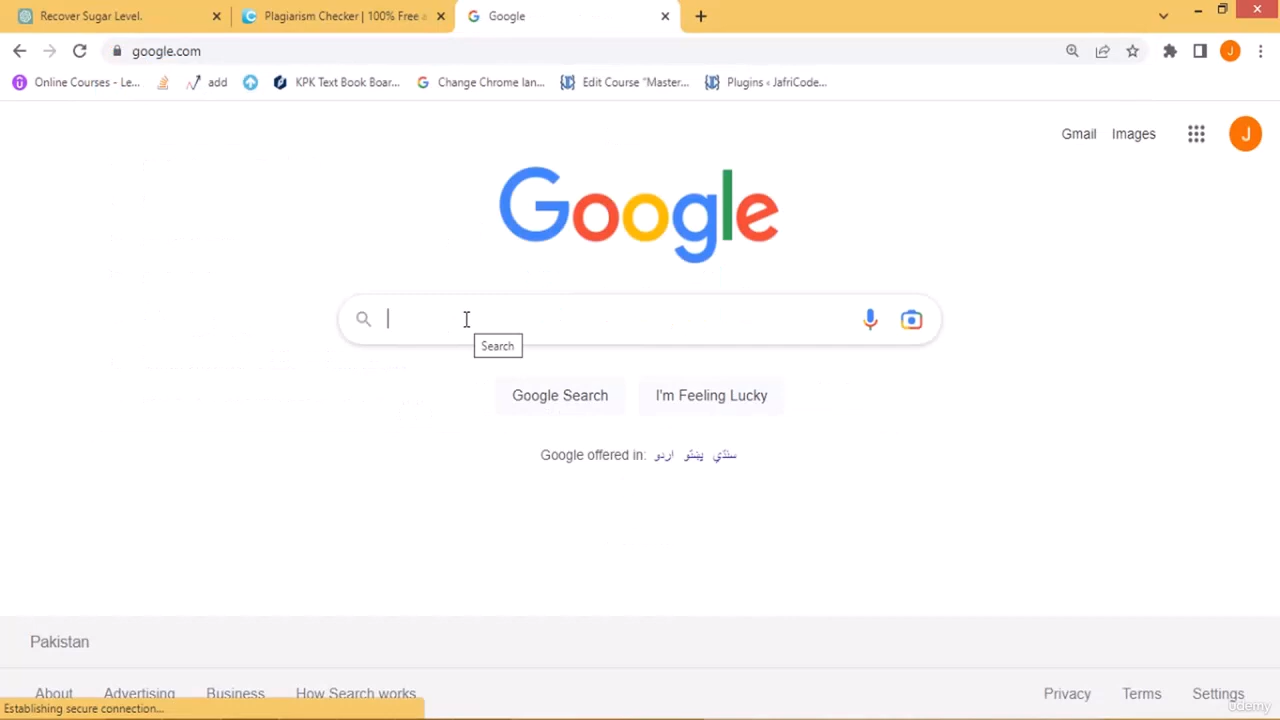 Recover Sugar Level.
Plagiarism Checker | 100% Free a
Google
google.com
Online Courses - Le...
add
KPK Text Book Boar...
Change Chrome lan...
Edit Course “Master...
Plugins ‹ JafriCode...
J
Gmail
Images
J
Google
Search
Google Search
I'm Feeling Lucky
Google offered in: اردو پښتو سنڌي
Pakistan
About
Advertising
Business
How Search works
Privacy
Terms
Settings
Establishing secure connection...
ûdemy